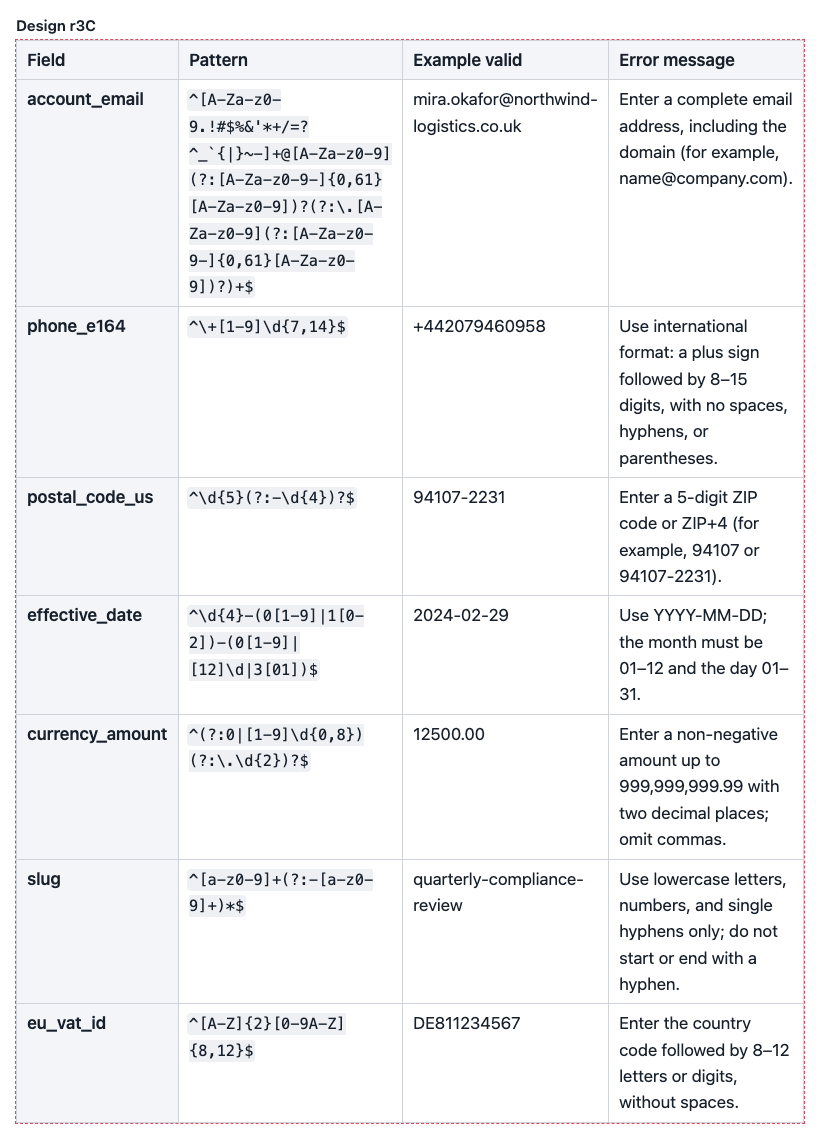 Design r3C
Field Pattern Example valid Error message
account_email
^[A-Za-z0-
9.!#$%&'*+/=?
^_`{|}~-]+@[A-Za-z0-9]
(?:[A-Za-z0-9-]{0,61}
[A-Za-z0-9])?(?:\.[A-
Za-z0-9](?:[A-Za-z0-
9-]{0,61}[A-Za-z0-
9])?)+$
mira.okafor@northwind-
logistics.co.uk
Enter a complete email
address, including the
domain (for example,
name@company.com).
phone_e164
^\+[1-9]\d{7,14}$
+442079460958
Use international
format: a plus sign
followed by 8–15
digits, with no spaces,
hyphens, or
parentheses.
postal_code_us
^\d{5}(?:-\d{4})?$
94107-2231
Enter a 5-digit ZIP
code or ZIP+4 (for
example, 94107 or
94107-2231).
effective_date
^\d{4}-(0[1-9]|1[0-
2])-(0[1-9]|
[12]\d|3[01])$
2024-02-29
Use YYYY-MM-DD;
the month must be
01–12 and the day 01–
31.
currency_amount
^(?:0|[1-9]\d{0,8})
(?:\.\d{2})?$
12500.00
Enter a non-negative
amount up to
999,999,999.99 with
two decimal places;
omit commas.
slug
^[a-z0-9]+(?:-[a-z0-
9]+)*$
quarterly-compliance-
review
Use lowercase letters,
numbers, and single
hyphens only; do not
start or end with a
hyphen.
eu_vat_id
^[A-Z]{2}[0-9A-Z]
{8,12}$
DE811234567
Enter the country
code followed by 8–12
letters or digits,
without spaces.